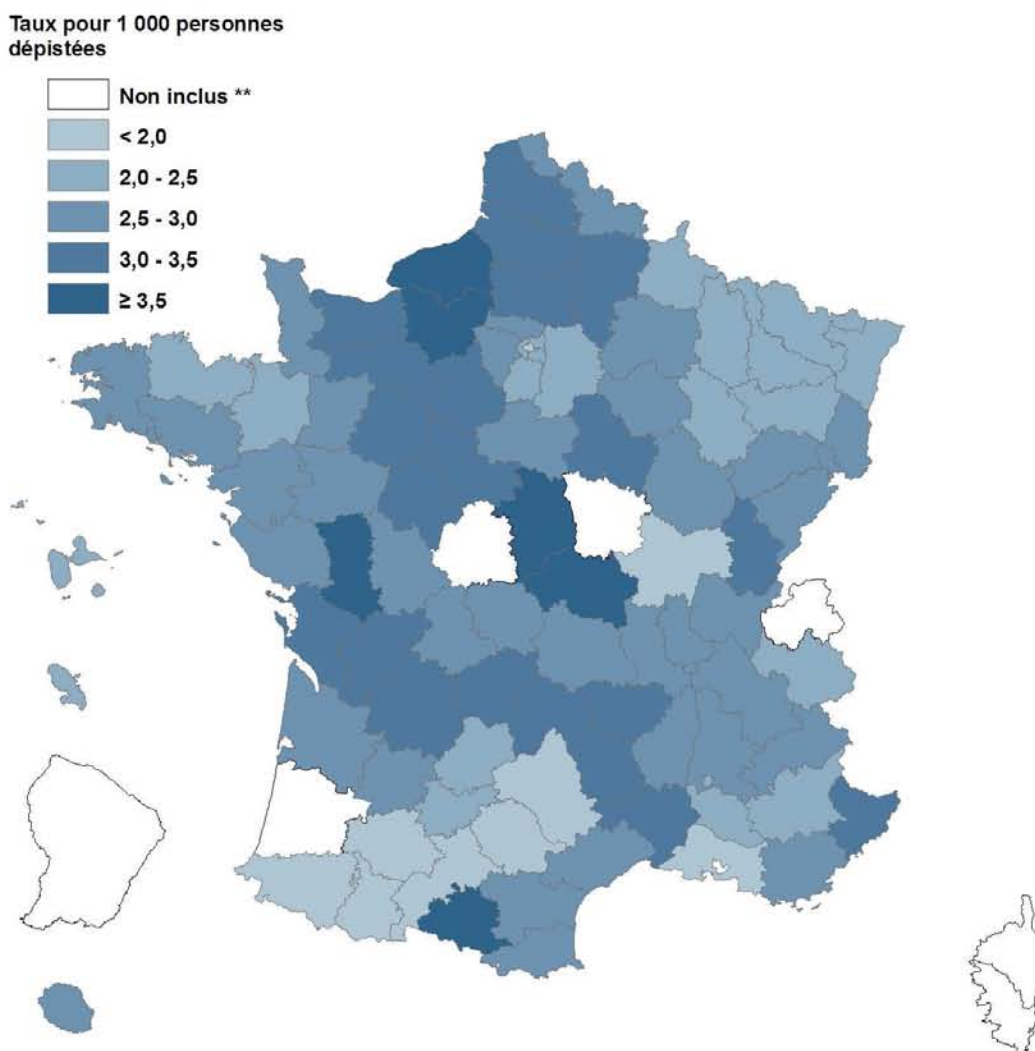 Taux pour 1 000 personnes
dépistées
Non inclus **
< 2,0
2,0 - 2,5
2,5 - 3,0
3,0 - 3,5
≥ 3,5